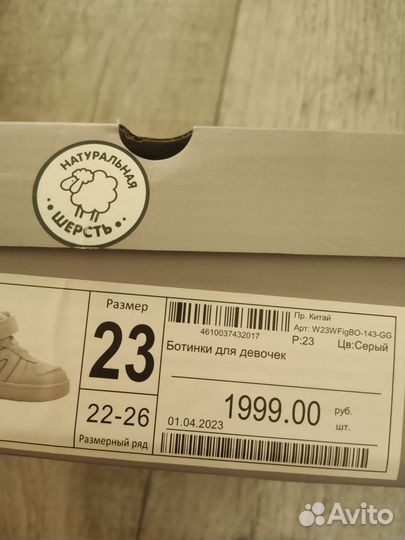 НАТУРАЛЬНАЯ
ШЕРСТЬ
Размер
23
22-26
Размерный ряд
4610037432017
Пр. Китай
Арт: W23WFigBO-143-GG
Р:23 Цв:Серый
Ботинки для девочек
1999.00 руб.
шт.
01.04.2023
Avito